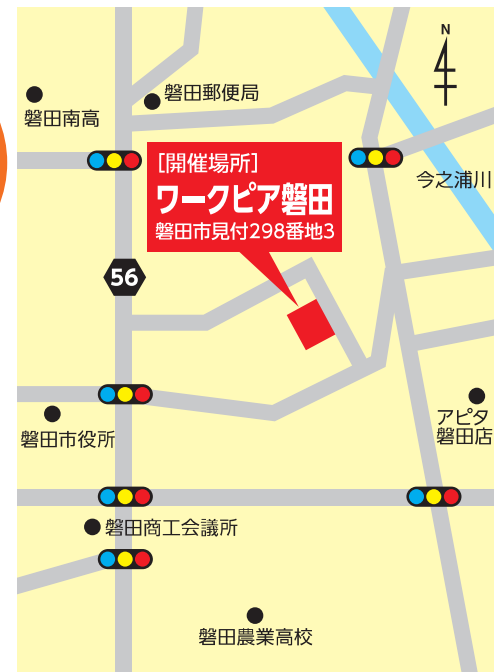 N
磐田郵便局
磐田南高
[開催場所]
ワークピア磐田
磐田市見付298番地3
今之浦川
56
アピタ
磐田店
磐田市役所
磐田商工会議所
磐田農業高校